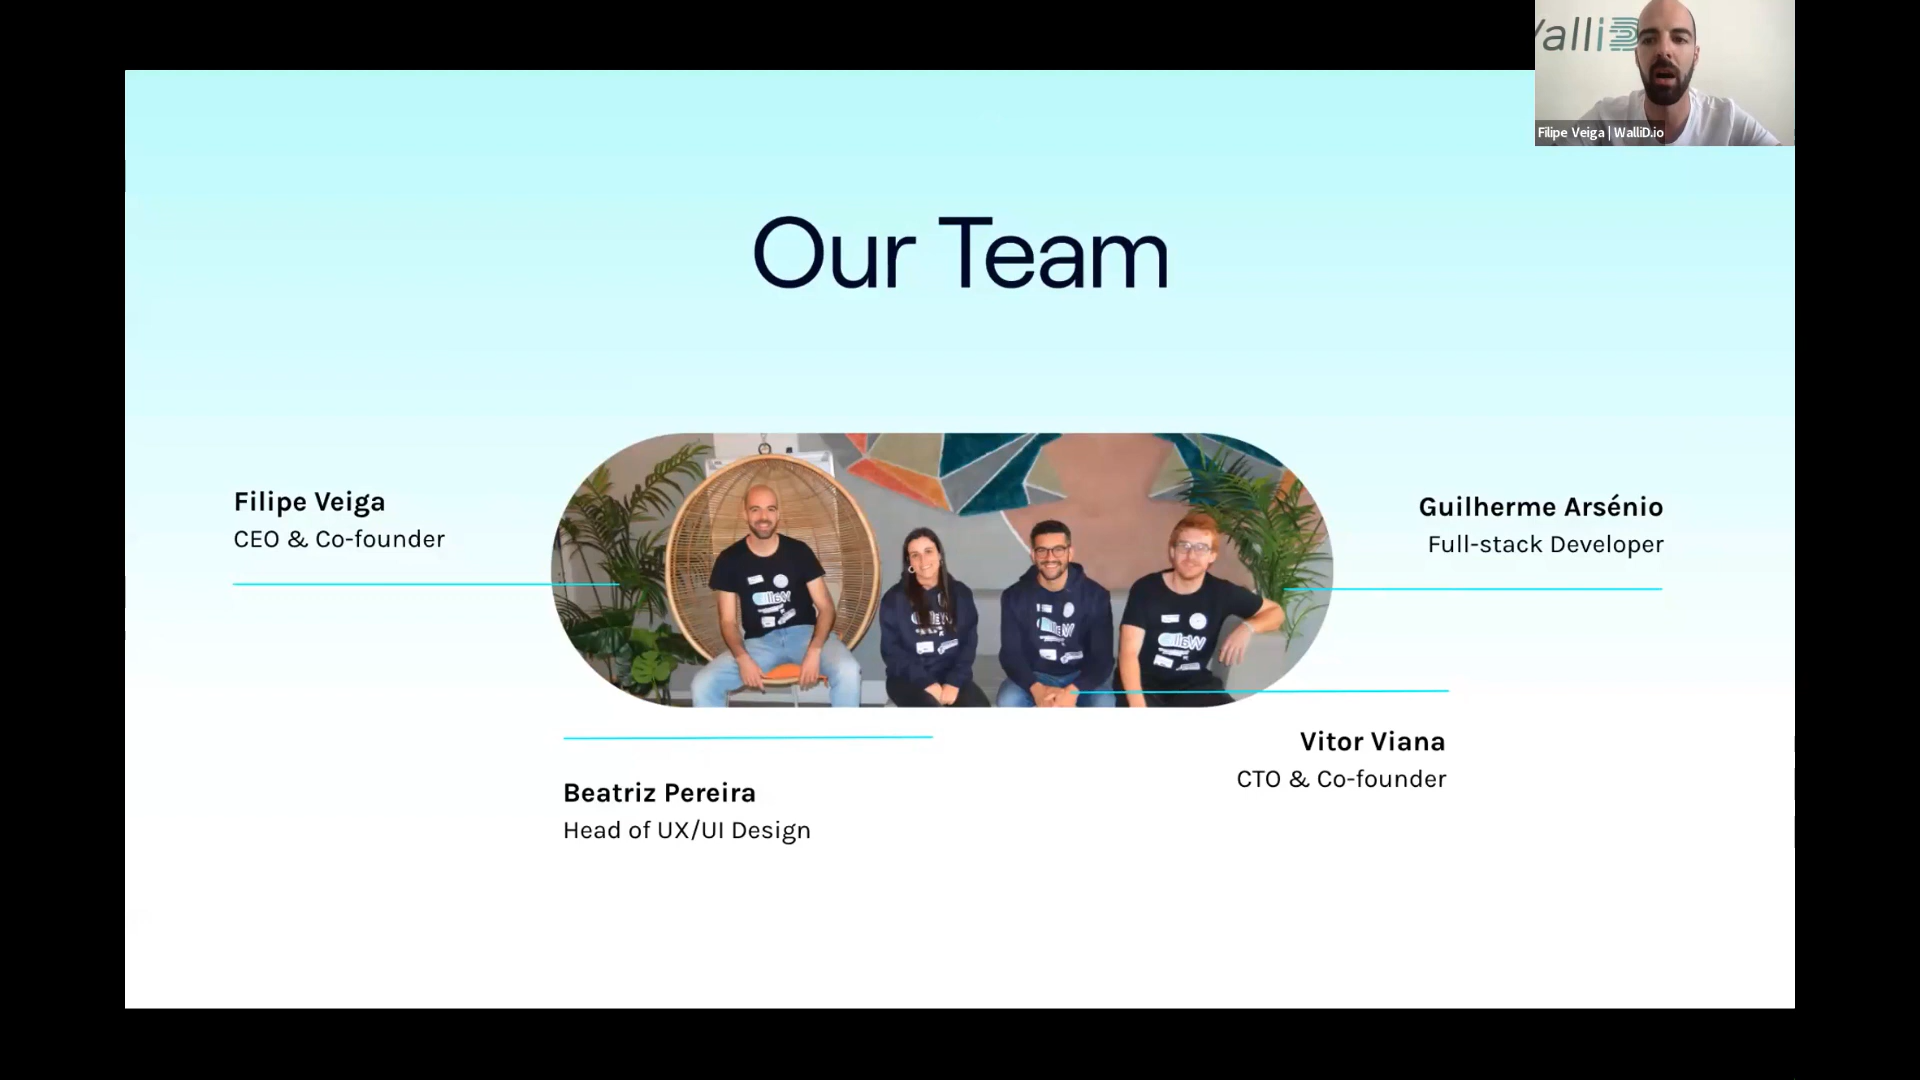 WalliD
Filipe Veiga | WalliD.io
Our Team
Filipe Veiga
CEO & Co-founder
Guilherme Arsénio
Full-stack Developer
Beatriz Pereira
Head of UX/UI Design
Vitor Viana
CTO & Co-founder